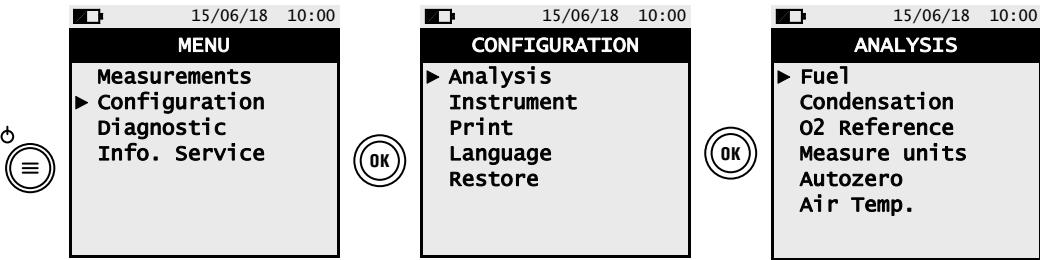 15/06/18 10:00
MENU
Measurements
Configuration
Diagnostic
Info. Service
OK
15/06/18 10:00
CONFIGURATION
Analysis
Instrument
Print
Language
Restore
OK
15/06/18 10:00
ANALYSIS
Fuel
Condensation
O2 Reference
Measure units
Autozero
Air Temp.